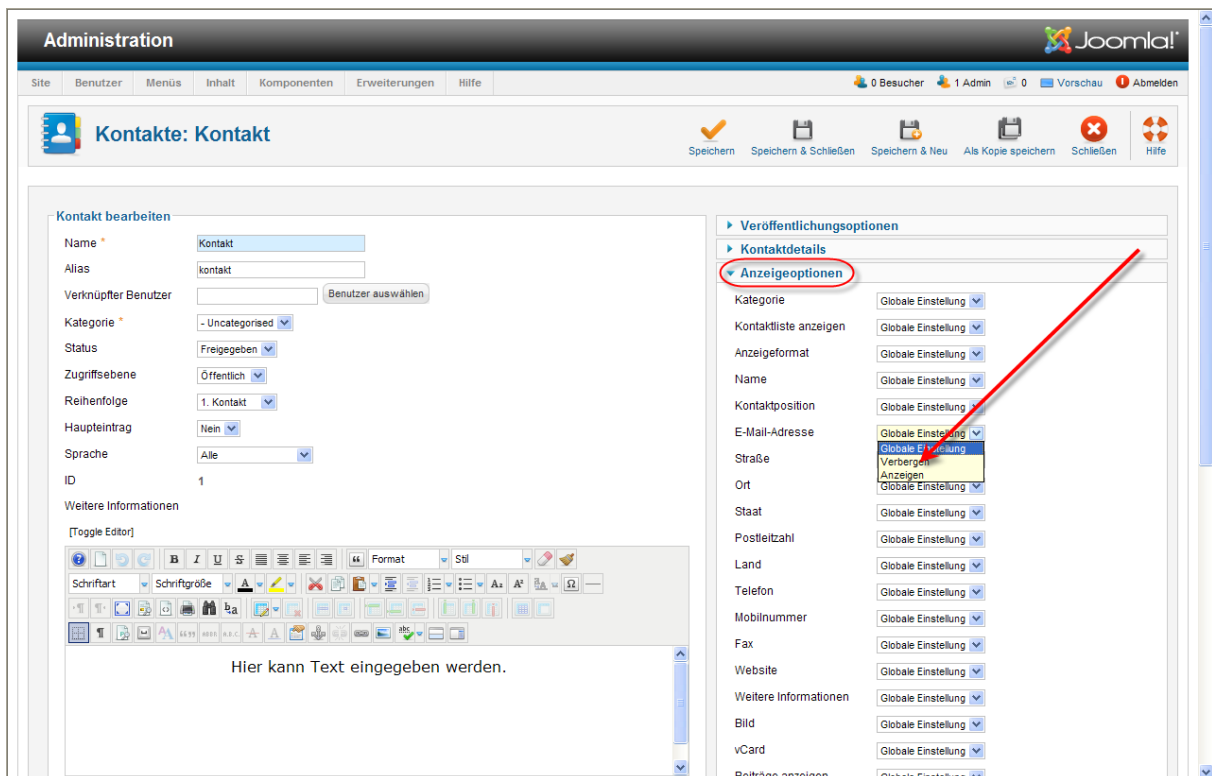 Administration
Joomla!
Site Benutzer Menüs Inhalt Komponenten Erweiterungen Hilfe
0 Besucher 1 Admin 0 Vorschau Abmelden
Kontakte: Kontakt
Speichern Speichern & Schließen Speichern & Neu Als Kopie speichern Schließen Hilfe
Kontakt bearbeiten
Name * Kontakt
Alias kontakt
Verknüpfter Benutzer Benutzer auswählen
Kategorie * - Uncategorised
Status Freigegeben
Zugriffsebene Öffentlich
Reihenfolge 1. Kontakt
Haupteintrag Nein
Sprache Alle
ID 1
Weitere Informationen
[Toggle Editor]
B I U S Format Stil
Schriftart Schriftgröße
Hier kann Text eingegeben werden.
Veröffentlichungsoptionen
Kontaktdetails
Anzeigeoptionen
Kategorie Globale Einstellung
Kontaktliste anzeigen Globale Einstellung
Anzeigeformat Globale Einstellung
Name Globale Einstellung
Kontaktposition Globale Einstellung
E-Mail-Adresse Globale Einstellung
Globale Einstellung
Straße Verbergen
Anzeigen
Ort Globale Einstellung
Staat Globale Einstellung
Postleitzahl Globale Einstellung
Land Globale Einstellung
Telefon Globale Einstellung
Mobilnummer Globale Einstellung
Fax Globale Einstellung
Website Globale Einstellung
Weitere Informationen Globale Einstellung
Bild Globale Einstellung
vCard Globale Einstellung
Beiträge anzeigen Globale Einstellung